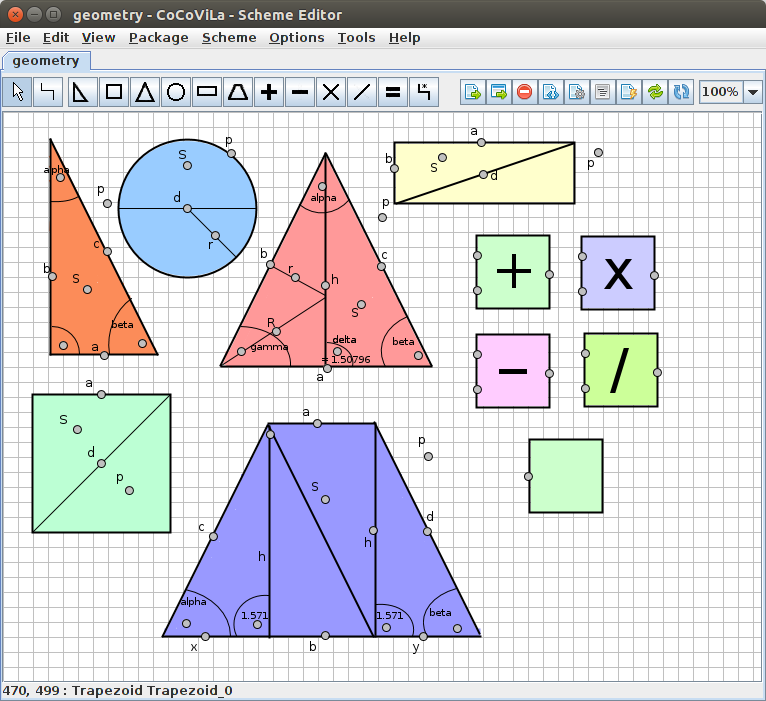 geometry - CoCoViLa - Scheme Editor
File Edit View Package Scheme Options Tools Help
geometry
100%
alpha
p
b
c
S
beta
a
S
p
d
r
alpha
p
b
r
h
c
S
R
gamma
delta
beta
= 1.50796
a
a
b
S
d
p
+
x
−
/
a
S
d
p
a
p
S
c
d
h
h
alpha
1.571
1.571
beta
x
b
y
470, 499 : Trapezoid Trapezoid_0